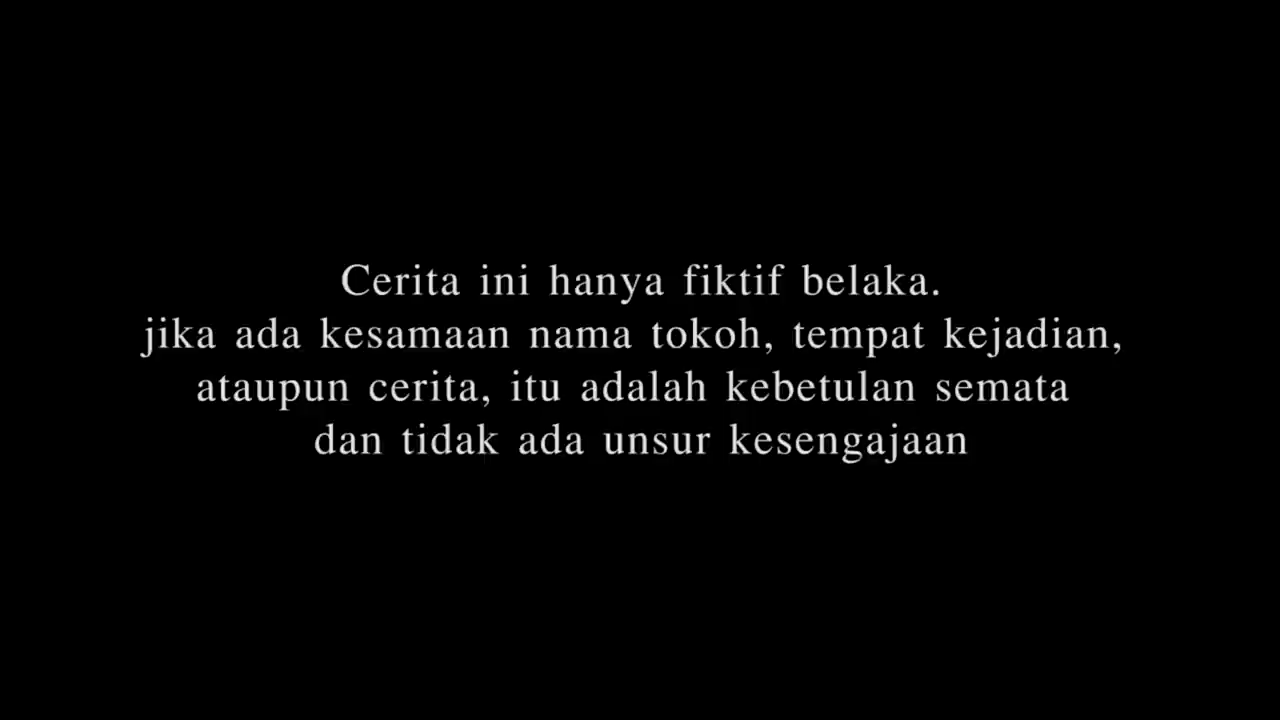 Cerita ini hanya fiktif belaka.
jika ada kesamaan nama tokoh, tempat kejadian,
ataupun cerita, itu adalah kebetulan semata
dan tidak ada unsur kesengajaan